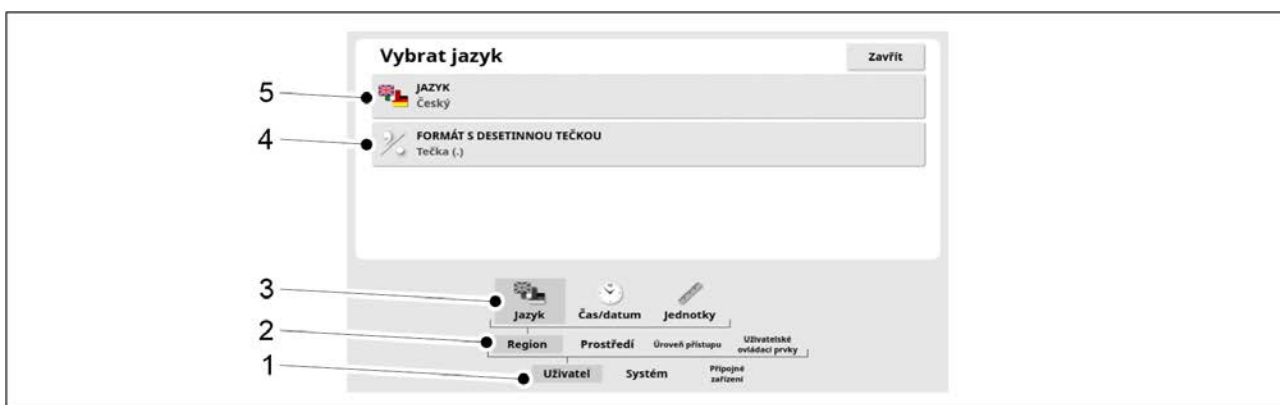 Vybrat jazyk
Zavřít
5
JAZYK
Český
4
FORMÁT S DESETINNOU TEČKOU
Tečka (.)
3
Jazyk Čas/datum Jednotky
2
Region Prostředí Úroveň přístupu Uživatelské
ovládací prvky
1
Uživatel Systém Přípojné
zařízení